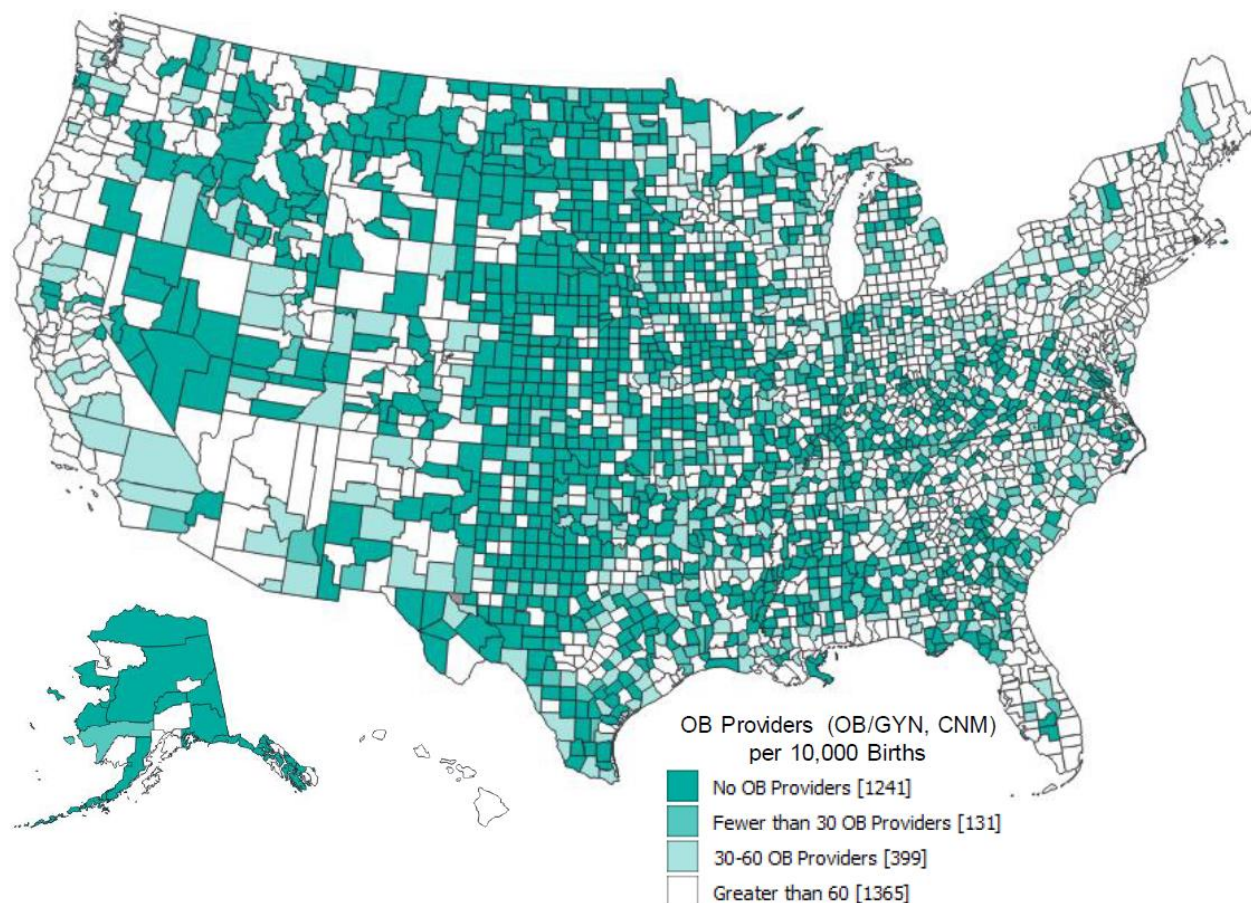 OB Providers (OB/GYN, CNM)
per 10,000 Births
No OB Providers [1241]
Fewer than 30 OB Providers [131]
30-60 OB Providers [399]
Greater than 60 [1365]